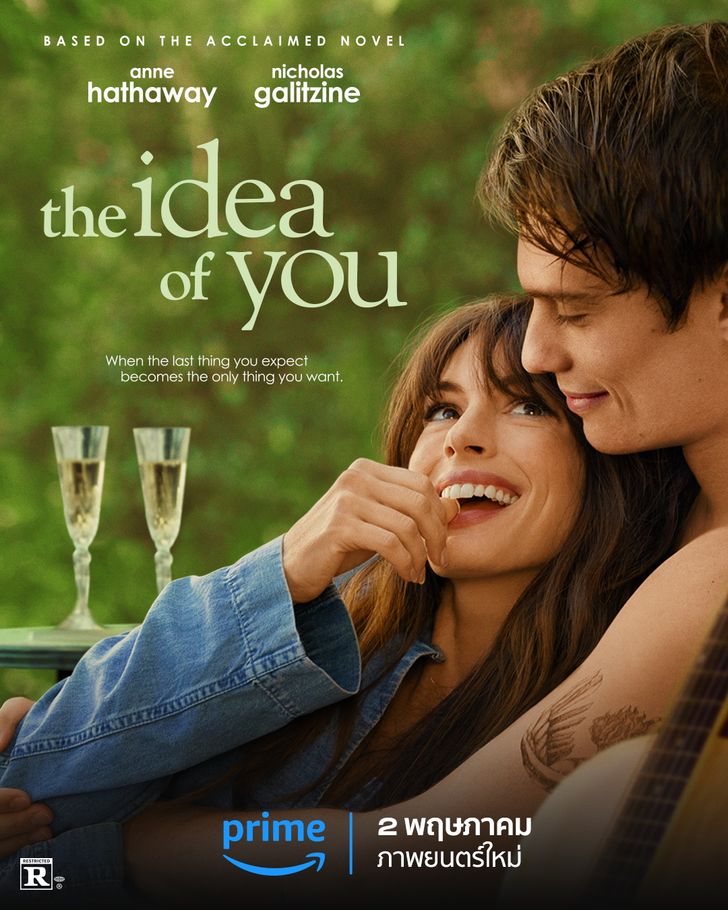 BASED ON THE ACCLAIMED NOVEL
anne hathaway
nicholas galitzine
the idea
of you
When the last thing you expect
becomes the only thing you want.
prime
2 พฤษภาคม
ภาพยนตร์ใหม่
RESTRICTED
R